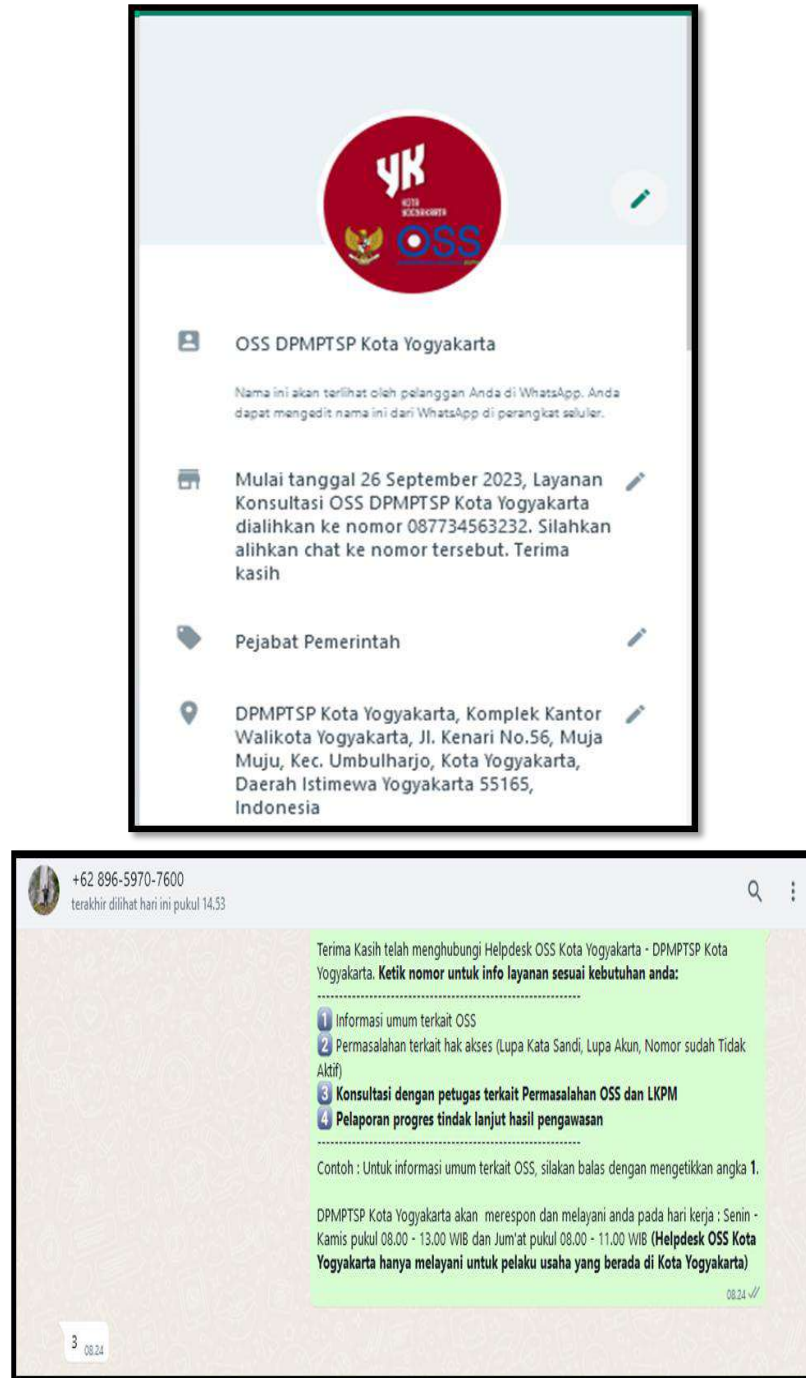 YK
KOTA
YOGYAKARTA
OSS
OSS DPMPTSP Kota Yogyakarta
Nama ini akan terlihat oleh pelanggan Anda di WhatsApp. Anda
dapat mengedit nama ini dari WhatsApp di perangkat seluler.
Mulai tanggal 26 September 2023, Layanan
Konsultasi OSS DPMPTSP Kota Yogyakarta
dialihkan ke nomor 087734563232. Silahkan
alihkan chat ke nomor tersebut. Terima
kasih
Pejabat Pemerintah
DPMPTSP Kota Yogyakarta, Komplek Kantor
Walikota Yogyakarta, Jl. Kenari No.56, Muja
Muju, Kec. Umbulharjo, Kota Yogyakarta,
Daerah Istimewa Yogyakarta 55165,
Indonesia
+62 896-5970-7600
terakhir dilihat hari ini pukul 14.53
Terima Kasih telah menghubungi Helpdesk OSS Kota Yogyakarta - DPMPTSP Kota
Yogyakarta. Ketik nomor untuk info layanan sesuai kebutuhan anda:
------------------------------------------------------------
1 Informasi umum terkait OSS
2 Permasalahan terkait hak akses (Lupa Kata Sandi, Lupa Akun, Nomor sudah Tidak
Aktif)
3 Konsultasi dengan petugas terkait Permasalahan OSS dan LKPM
4 Pelaporan progres tindak lanjut hasil pengawasan
------------------------------------------------------------
Contoh : Untuk informasi umum terkait OSS, silakan balas dengan mengetikkan angka 1.
DPMPTSP Kota Yogyakarta akan merespon dan melayani anda pada hari kerja : Senin -
Kamis pukul 08.00 - 13.00 WIB dan Jum'at pukul 08.00 - 11.00 WIB (Helpdesk OSS Kota
Yogyakarta hanya melayani untuk pelaku usaha yang berada di Kota Yogyakarta)
08.24
3 08.24